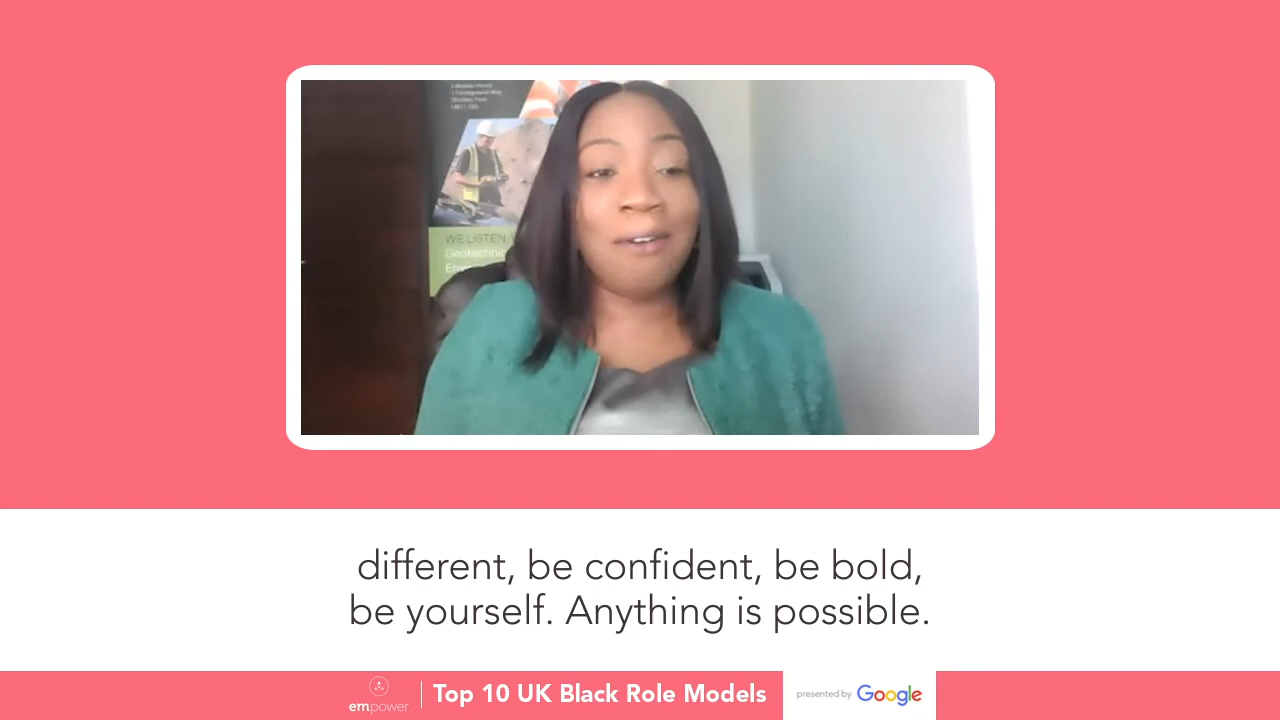 WE LISTEN,
Geotechnic
different, be confident, be bold,
be yourself. Anything is possible.
empower
Top 10 UK Black Role Models
presented by Google